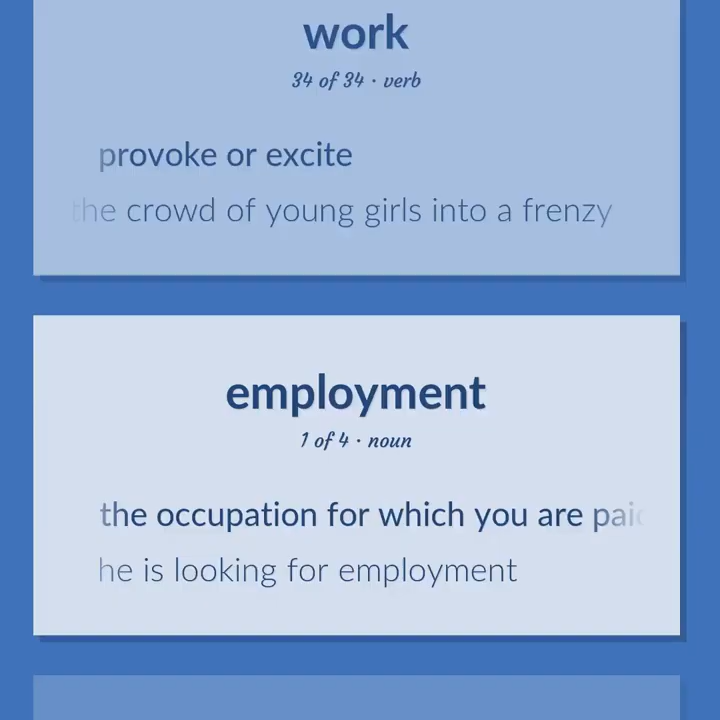 work
34 of 34 · verb
provoke or excite
the crowd of young girls into a frenzy
employment
1 of 4 · noun
the occupation for which you are paid
he is looking for employment